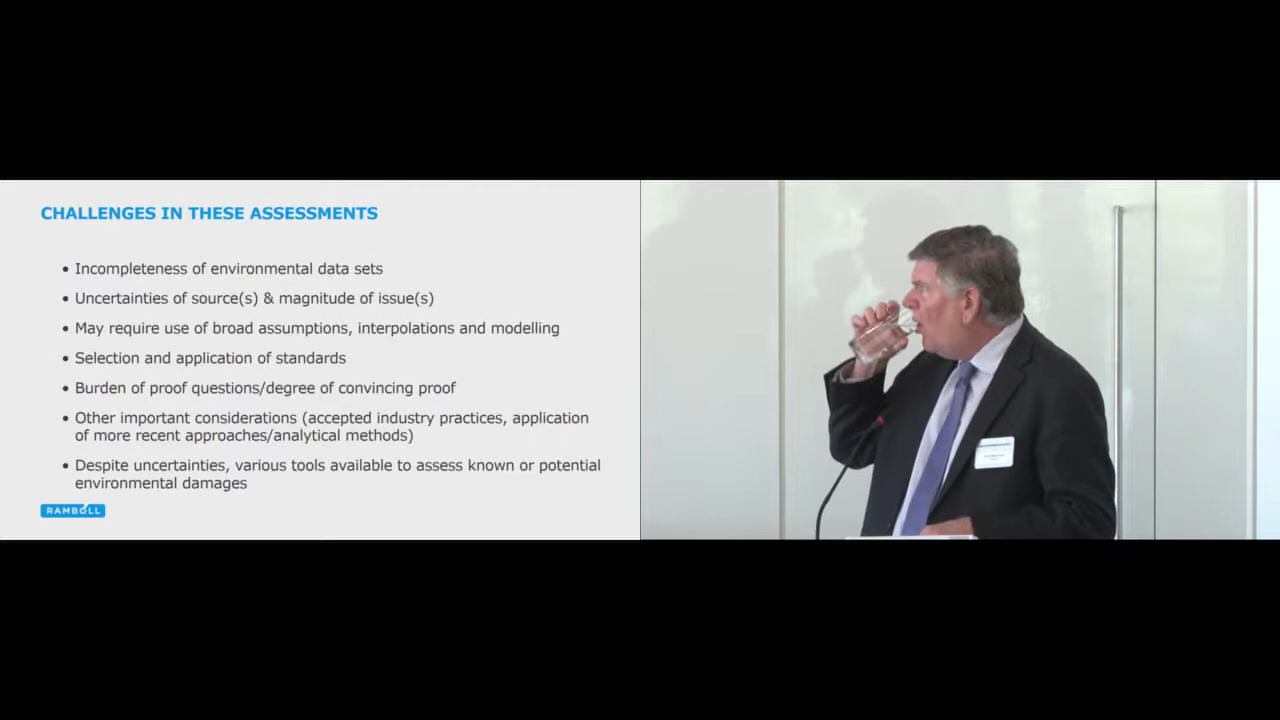 CHALLENGES IN THESE ASSESSMENTS
• Incompleteness of environmental data sets
• Uncertainties of source(s) & magnitude of issue(s)
• May require use of broad assumptions, interpolations and modelling
• Selection and application of standards
• Burden of proof questions/degree of convincing proof
• Other important considerations (accepted industry practices, application
of more recent approaches/analytical methods)
• Despite uncertainties, various tools available to assess known or potential
environmental damages
RAMBOLL